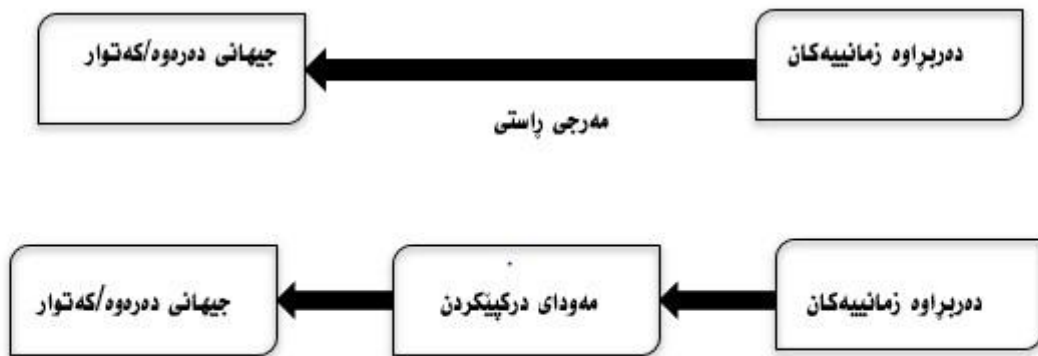 دەربڕاوە زمانییەکان
جیهانی دەرەوە/کەتوار
مەرجی ڕاستی
دەربڕاوە زمانییەکان
مەودای درکپێکردن
جیهانی دەرەوە/کەتوار